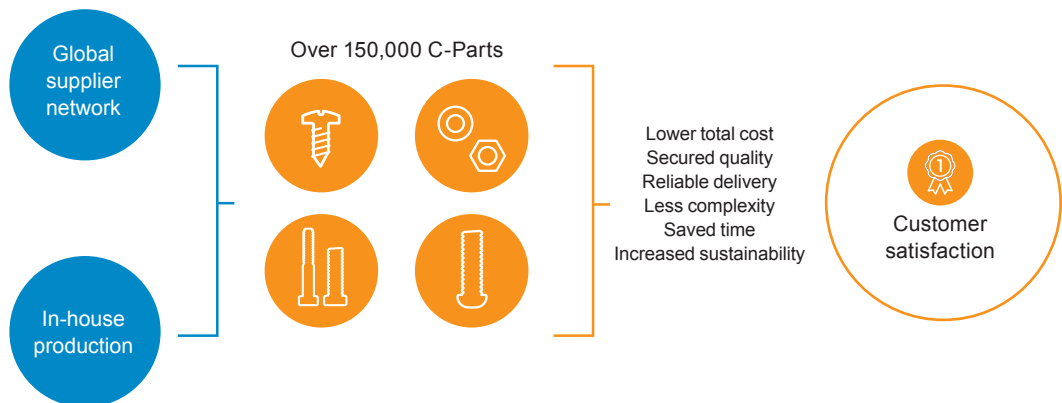 Global
supplier
network
In-house
production
Over 150,000 C-Parts
Lower total cost
Secured quality
Reliable delivery
Less complexity
Saved time
Increased sustainability
1
Customer
satisfaction